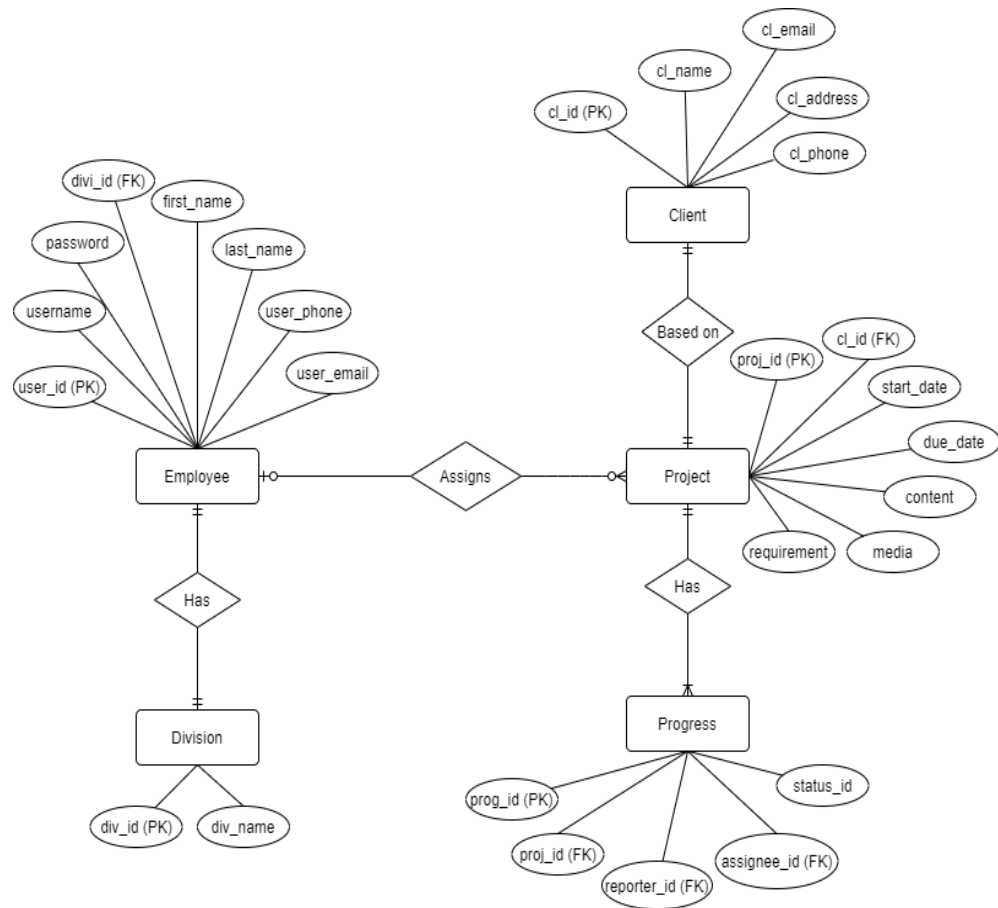 cl_email
cl_name
cl_id (PK)
cl_address
cl_phone
Client
divi_id (FK)
first_name
password
last_name
username
user_phone
user_id (PK)
user_email
Based on
proj_id (PK)
cl_id (FK)
start_date
due_date
content
media
requirement
Employee
Assigns
Project
Has
Has
Division
div_id (PK)
div_name
Progress
prog_id (PK)
proj_id (FK)
reporter_id (FK)
assignee_id (FK)
status_id